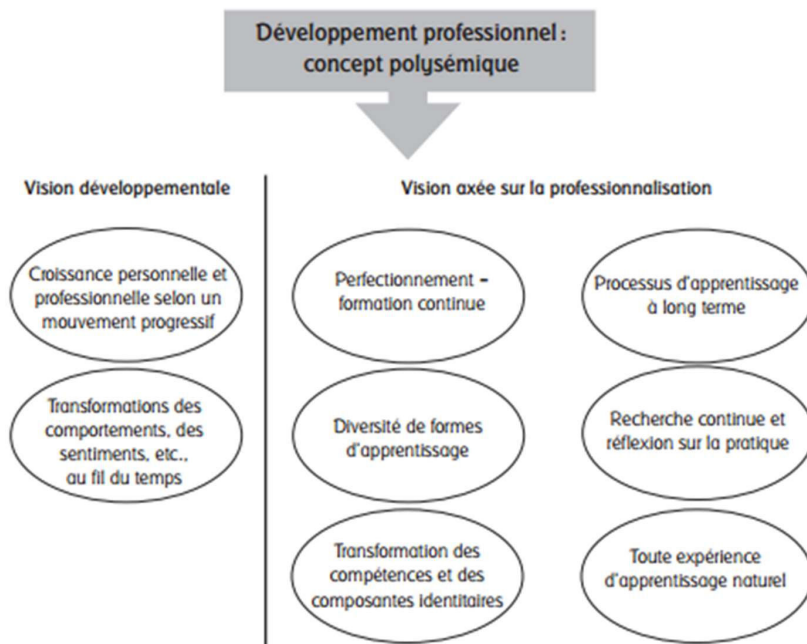 Développement professionnel :
concept polysémique
Vision développementale
Croissance personnelle et
professionnelle selon un
mouvement progressif
Transformations des
comportements, des
sentiments, etc.,
au fil du temps
Vision axée sur la professionnalisation
Perfectionnement –
formation continue
Processus d'apprentissage
à long terme
Diversité de formes
d'apprentissage
Recherche continue et
réflexion sur la pratique
Transformation des
compétences et des
composantes identitaires
Toute expérience
d'apprentissage naturel